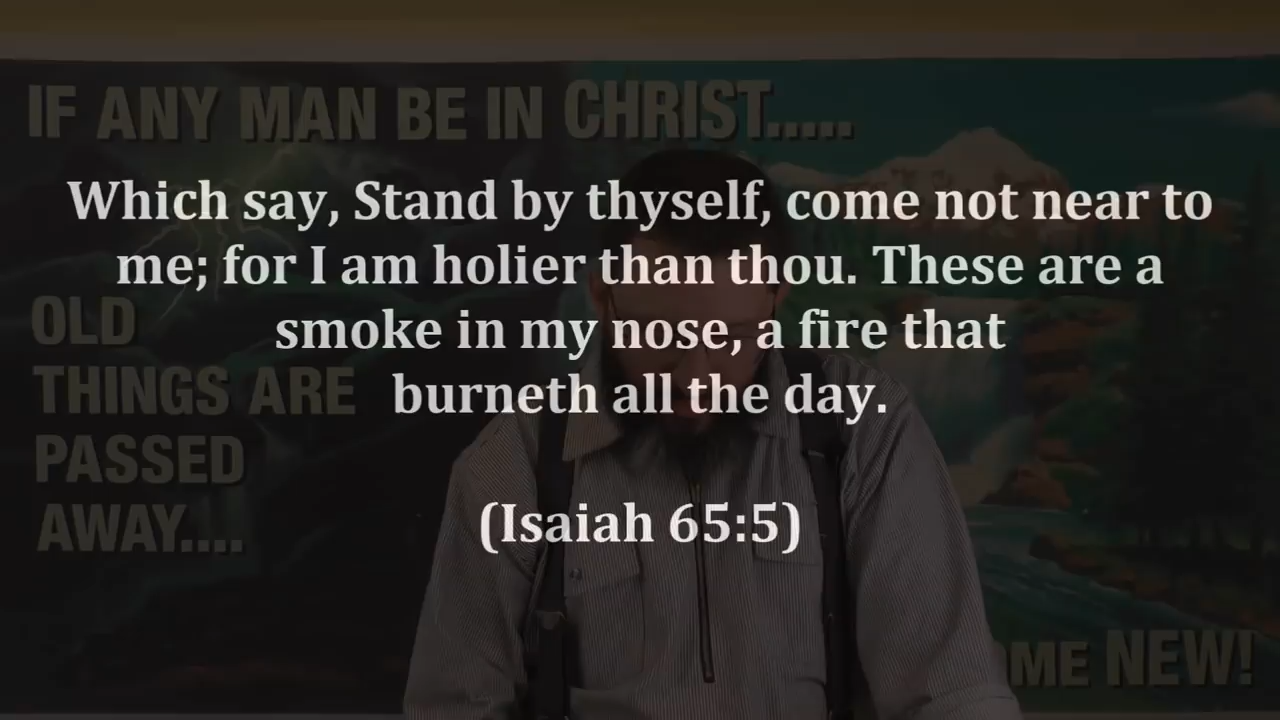 IF ANY MAN BE IN CHRIST.....
Which say, Stand by thyself, come not near to
me; for I am holier than thou. These are a
smoke in my nose, a fire that
burneth all the day.
(Isaiah 65:5)
OLD
THINGS ARE
PASSED
AWAY....
NEW!